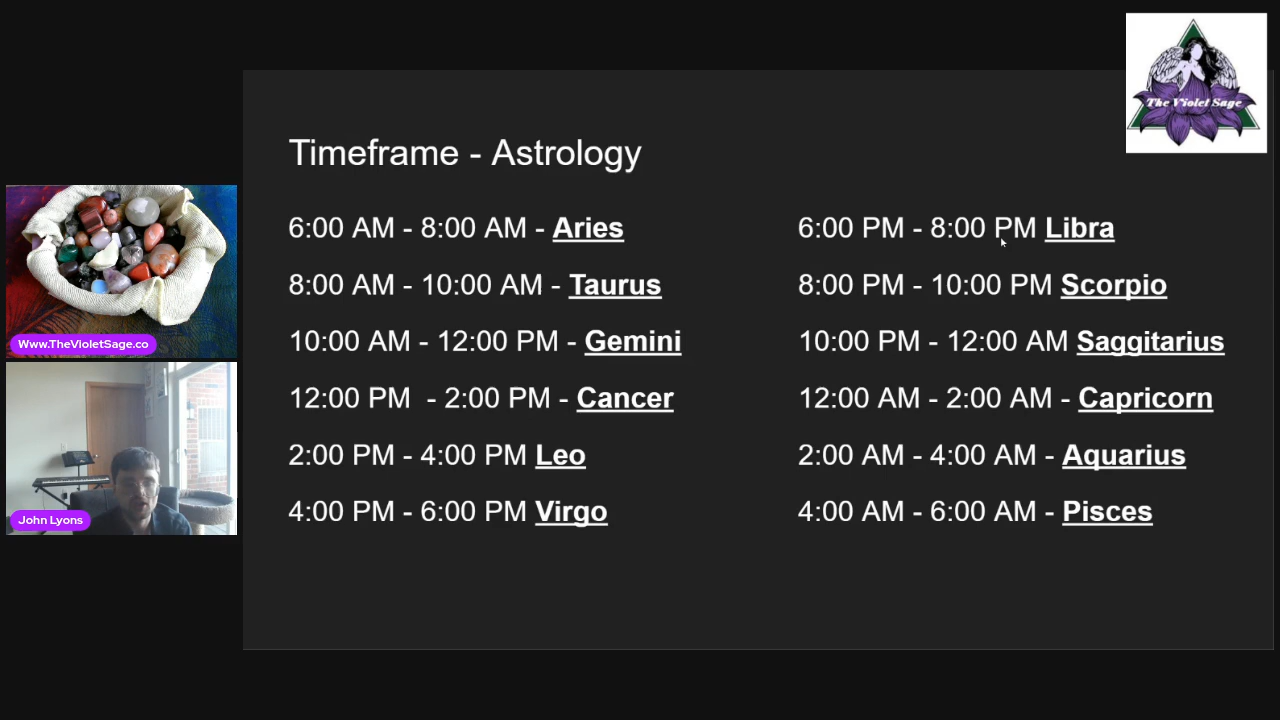 The Violet Sage
Timeframe - Astrology
6:00 AM - 8:00 AM - Aries
8:00 AM - 10:00 AM - Taurus
10:00 AM - 12:00 PM - Gemini
12:00 PM  - 2:00 PM - Cancer
2:00 PM - 4:00 PM Leo
4:00 PM - 6:00 PM Virgo
6:00 PM - 8:00 PM Libra
8:00 PM - 10:00 PM Scorpio
10:00 PM - 12:00 AM Saggitarius
12:00 AM - 2:00 AM - Capricorn
2:00 AM - 4:00 AM - Aquarius
4:00 AM - 6:00 AM - Pisces
Www.TheVioletSage.co
John Lyons